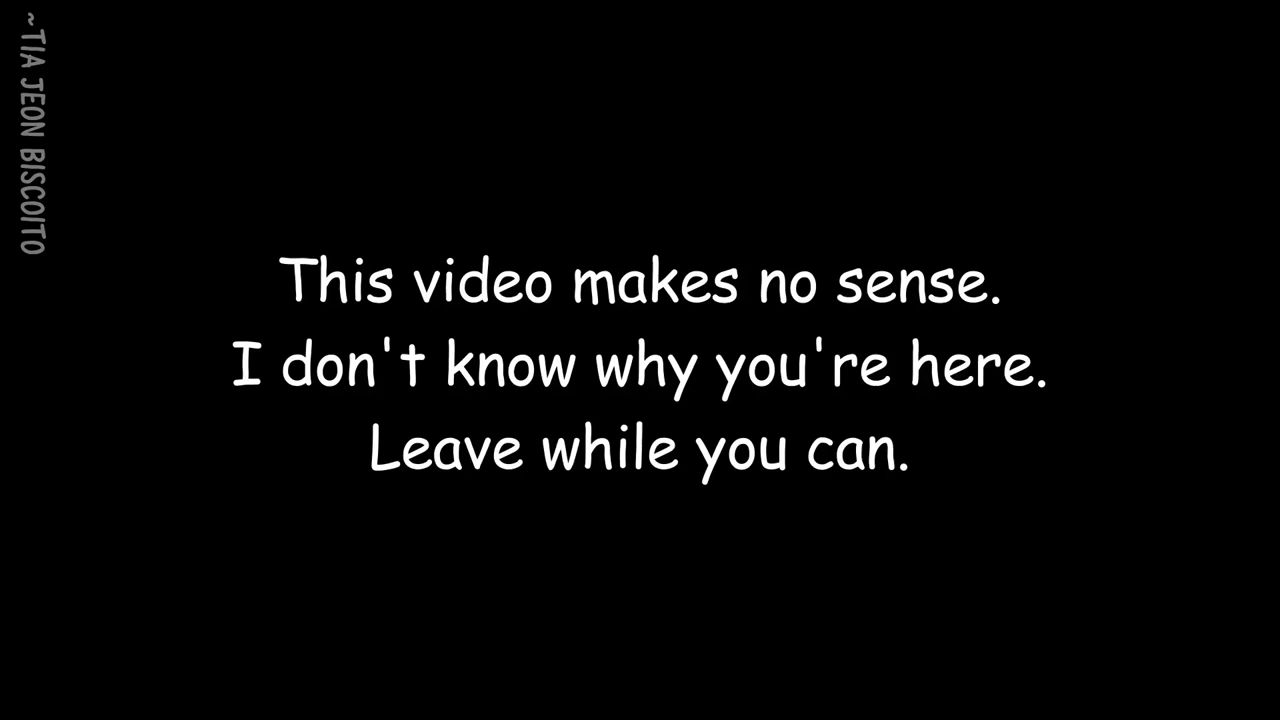 ~TIA JEON BISCOITO
This video makes no sense.
I don't know why you're here.
Leave while you can.